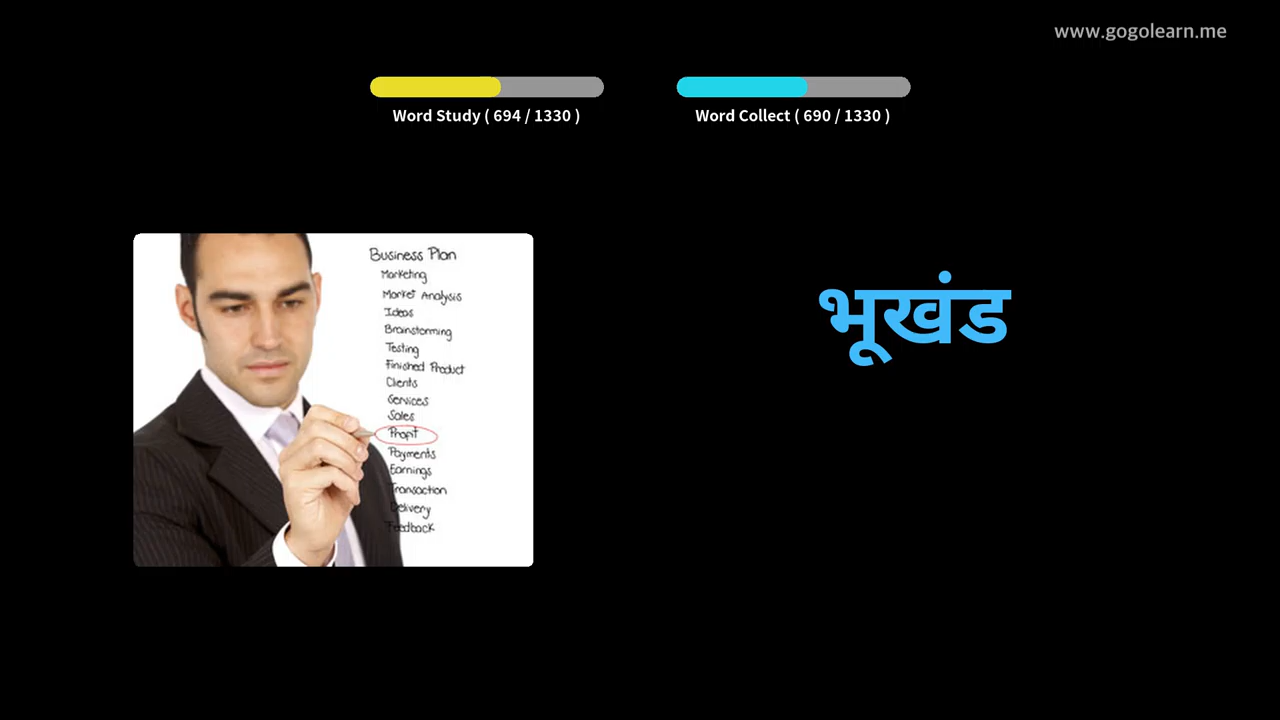 www.gogolearn.me
Word Study ( 694 / 1330 )
Word Collect ( 690 / 1330 )
Business Plan
Marketing
Market Analysis
Ideas
Brainstorming
Testing
Finished Product
Clients
Services
Sales
Profit
Payments
Earnings
Transaction
Delivery
Feedback
भूखंड